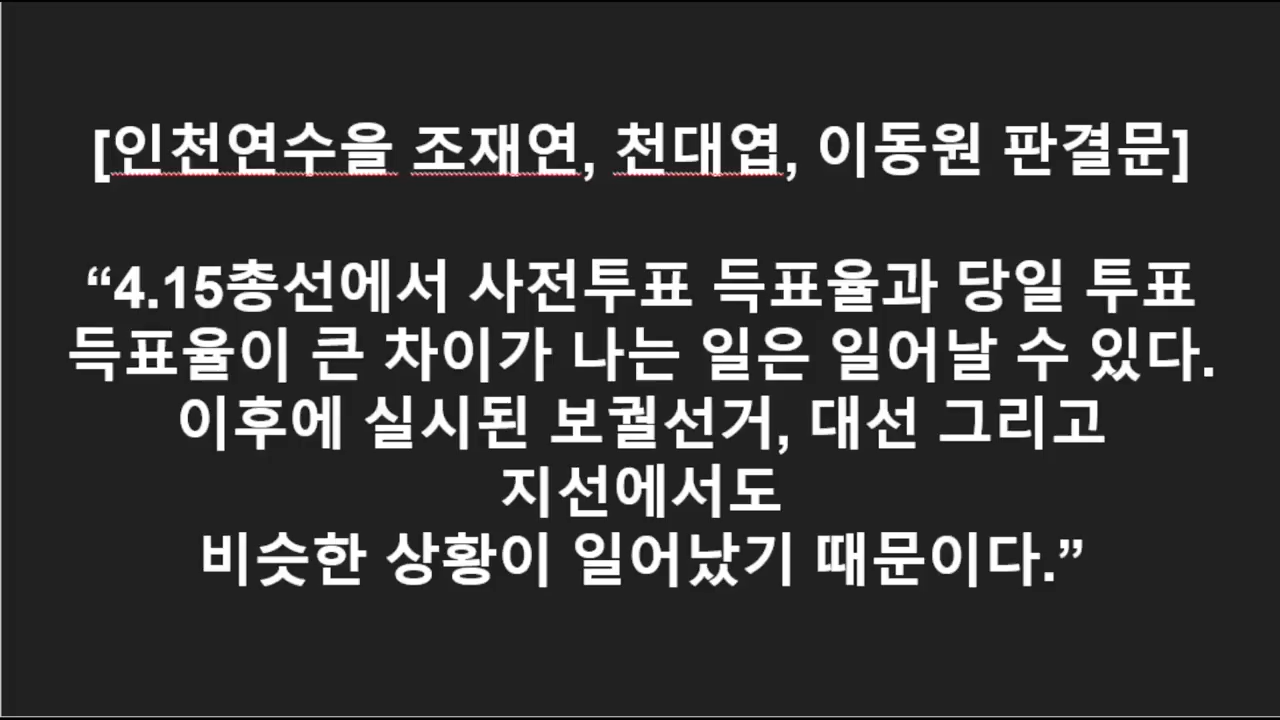 [인천연수을 조재연, 천대엽, 이동원 판결문]
“4.15총선에서 사전투표 득표율과 당일 투표
득표율이 큰 차이가 나는 일은 일어날 수 있다.
이후에 실시된 보궐선거, 대선 그리고
지선에서도
비슷한 상황이 일어났기 때문이다.”